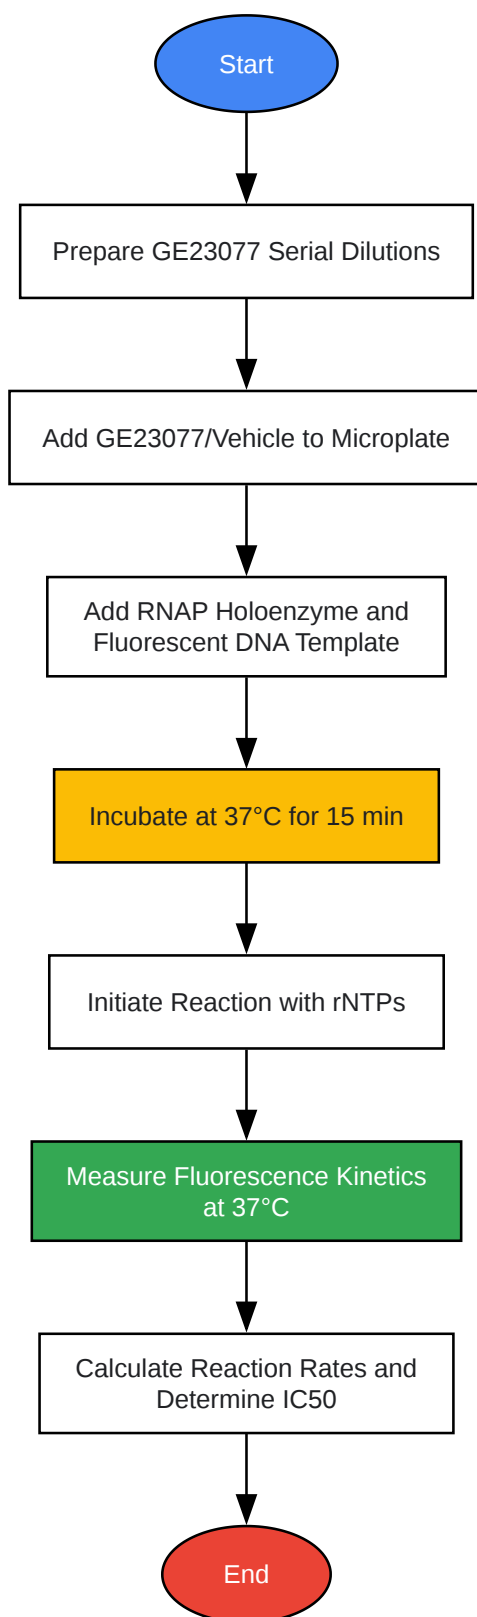 Start
Prepare GE23077 Serial Dilutions
Add GE23077/Vehicle to Microplate
Add RNAP Holoenzyme and
Fluorescent DNA Template
Incubate at 37°C for 15 min
Initiate Reaction with rNTPs
Measure Fluorescence Kinetics
at 37°C
Calculate Reaction Rates and
Determine IC50
End